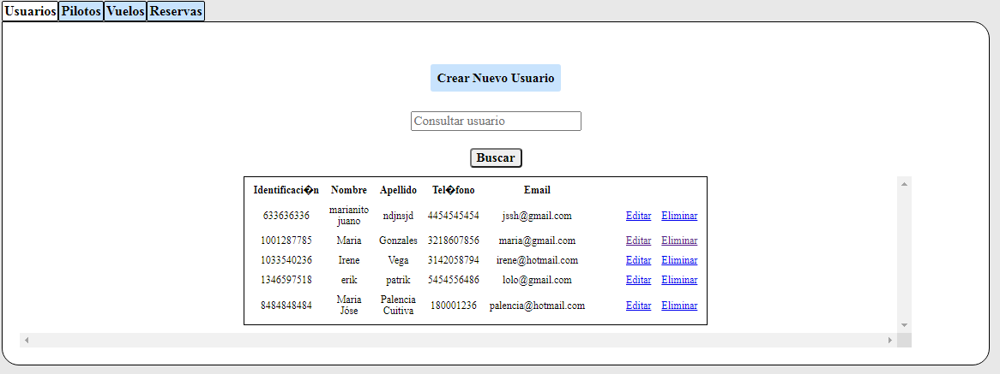 Usuarios Pilotos Vuelos Reservas
Crear Nuevo Usuario
Consultar usuario
Buscar
Identificaci�n Nombre Apellido Tel�fono Email
633636336 marianito juano ndjnsjd 4454545454 jssh@gmail.com Editar Eliminar
1001287785 Maria Gonzales 3218607856 maria@gmail.com Editar Eliminar
1033540236 Irene Vega 3142058794 irene@hotmail.com Editar Eliminar
1346597518 erik patrik 5454556486 lolo@gmail.com Editar Eliminar
8484848484 Maria Jóse Palencia Cuitiva 180001236 palencia@hotmail.com Editar Eliminar